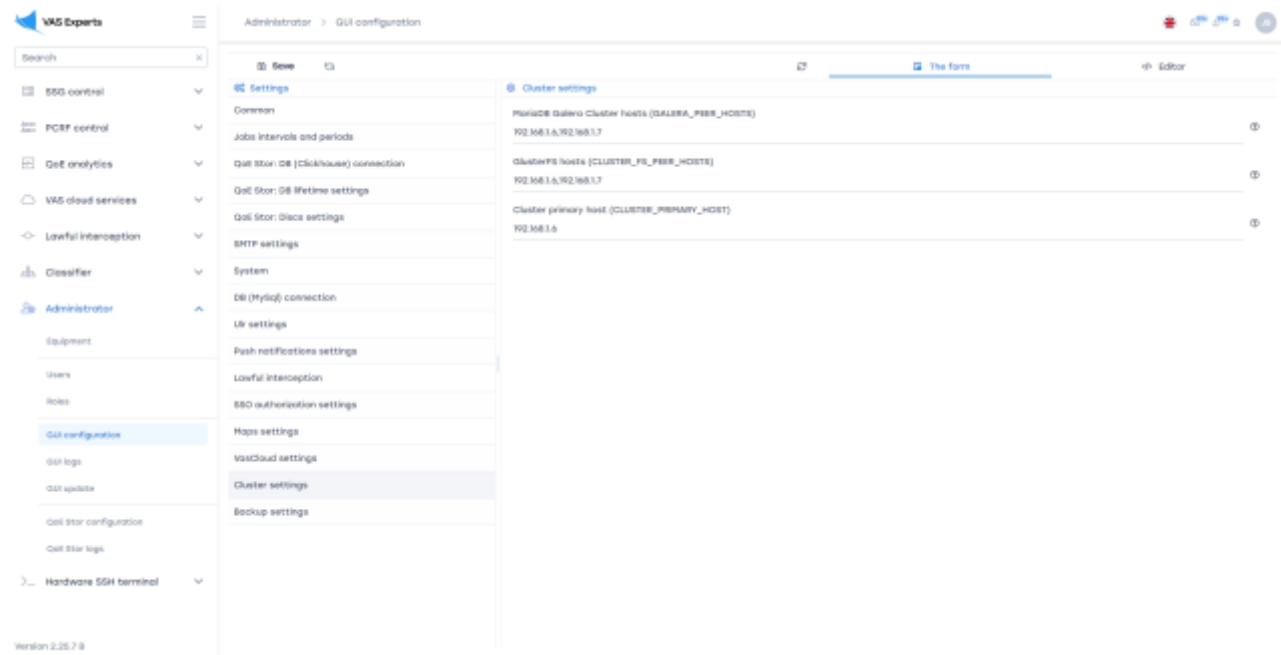 VAS Experts
Administrator > GUI configuration
Search
Save
The form
Editor
SSG control
PCRF control
QoE analytics
VAS cloud services
Lawful interception
Classifier
Administrator
Equipment
Users
Roles
GUI configuration
GUI logs
GUI update
QoE Stor configuration
QoE Stor logs
Hardware SSH terminal
Version 2.25.7 B
Settings
Common
Jobs intervals and periods
QoE Stor: DB (Clickhouse) connection
QoE Stor: DB lifetime settings
QoE Stor: Discs settings
SMTP settings
System
DB (MySql) connection
Ulr settings
Push notifications settings
Lawful interception
SSO authorization settings
Maps settings
VasCloud settings
Cluster settings
Backup settings
Cluster settings
MariaDB Galera Cluster hosts (GALERA_PEER_HOSTS)
192.168.1.6,192.168.1.7
GlusterFS hosts (CLUSTER_FS_PEER_HOSTS)
192.168.1.6,192.168.1.7
Cluster primary host (CLUSTER_PRIMARY_HOST)
192.168.1.6